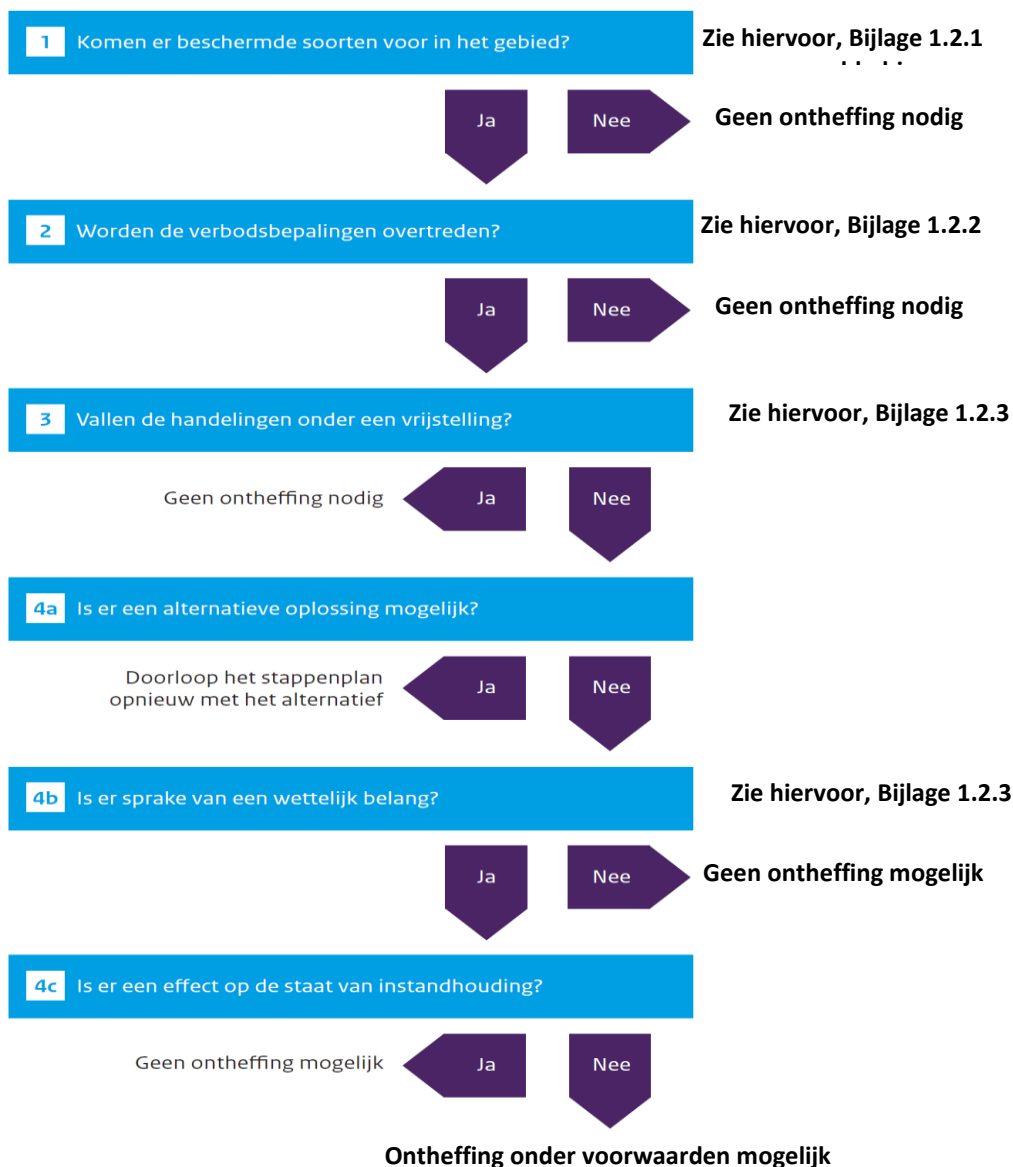 1 Komen er beschermde soorten voor in het gebied? Zie hiervoor, Bijlage 1.2.1
Ja Nee Geen ontheffing nodig
2 Worden de verbodsbepalingen overtreden? Zie hiervoor, Bijlage 1.2.2
Ja Nee Geen ontheffing nodig
3 Vallen de handelingen onder een vrijstelling? Zie hiervoor, Bijlage 1.2.3
Geen ontheffing nodig Ja Nee
4a Is er een alternatieve oplossing mogelijk?
Doorloop het stappenplan
opnieuw met het alternatief Ja Nee
4b Is er sprake van een wettelijk belang? Zie hiervoor, Bijlage 1.2.3
Ja Nee Geen ontheffing mogelijk
4c Is er een effect op de staat van instandhouding?
Geen ontheffing mogelijk Ja Nee
Ontheffing onder voorwaarden mogelijk